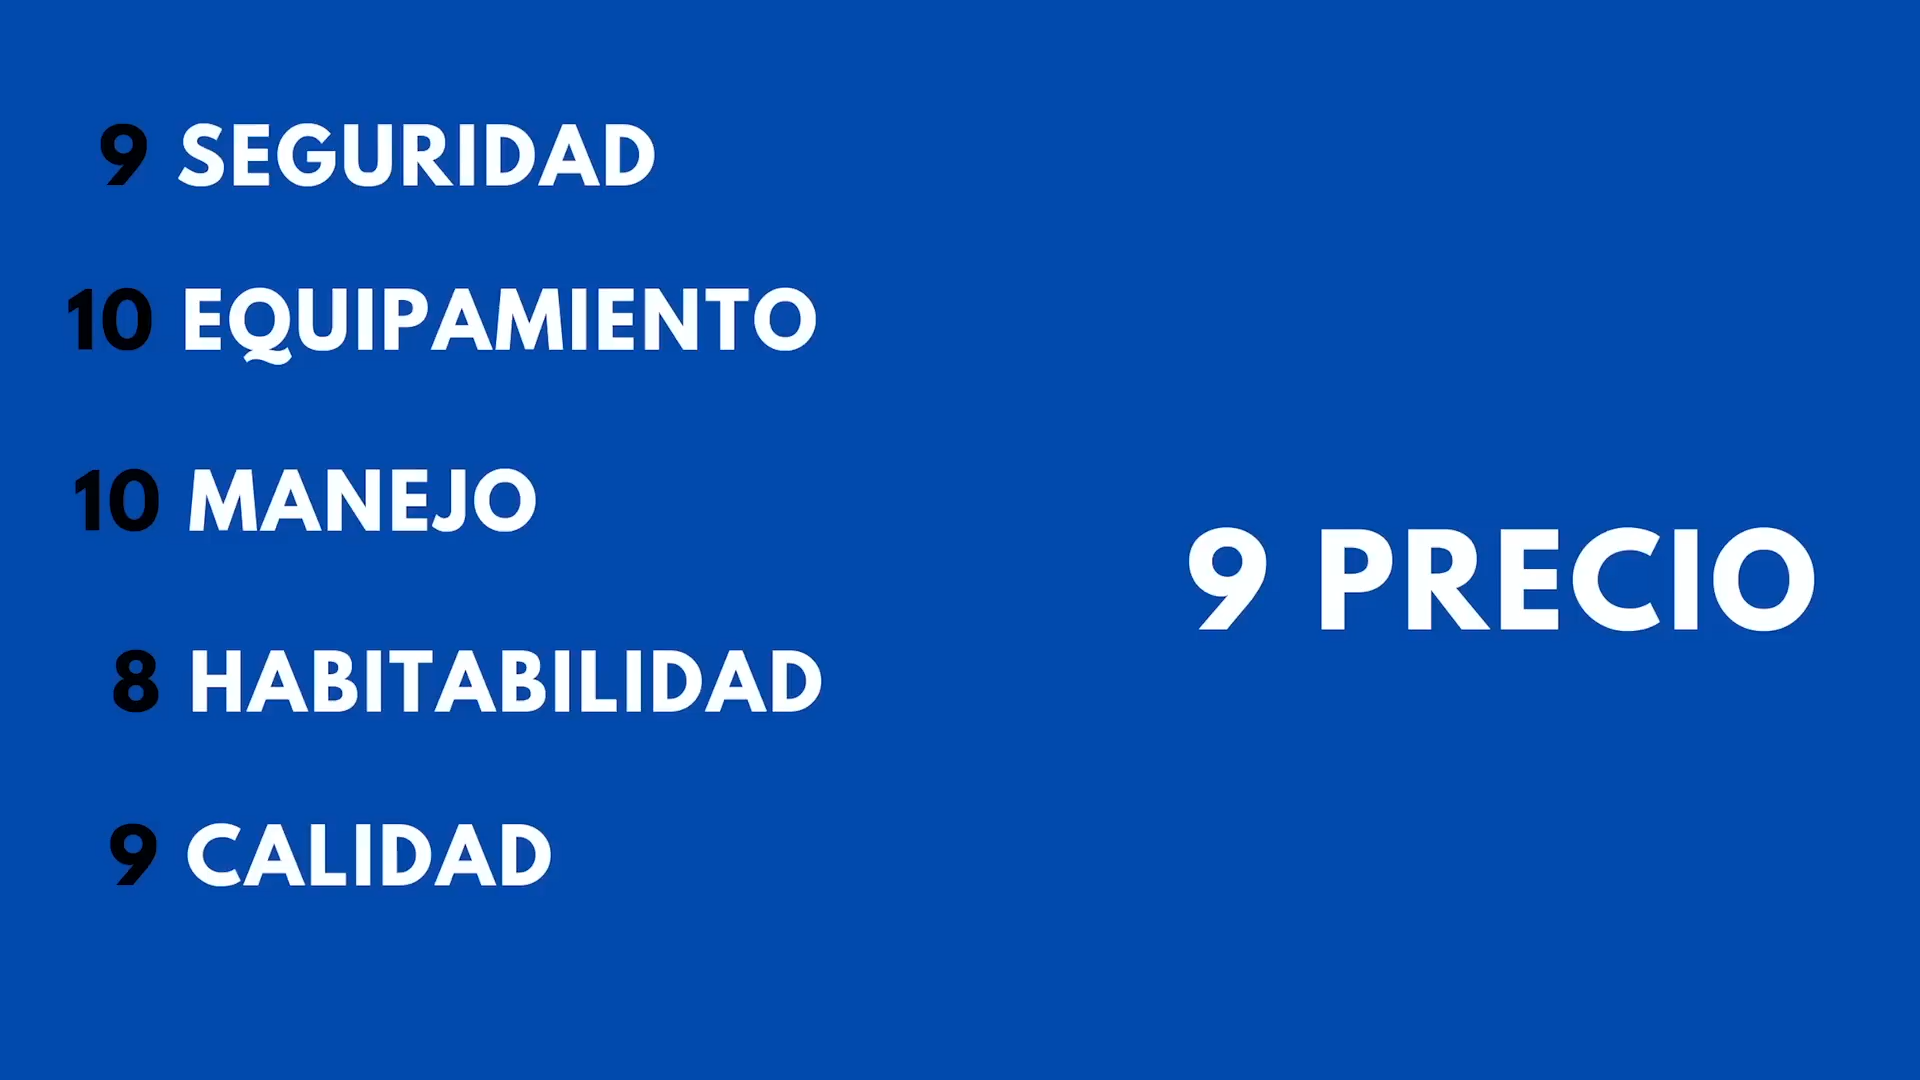 9 SEGURIDAD
10 EQUIPAMIENTO
10 MANEJO
8 HABITABILIDAD
9 CALIDAD
9 PRECIO